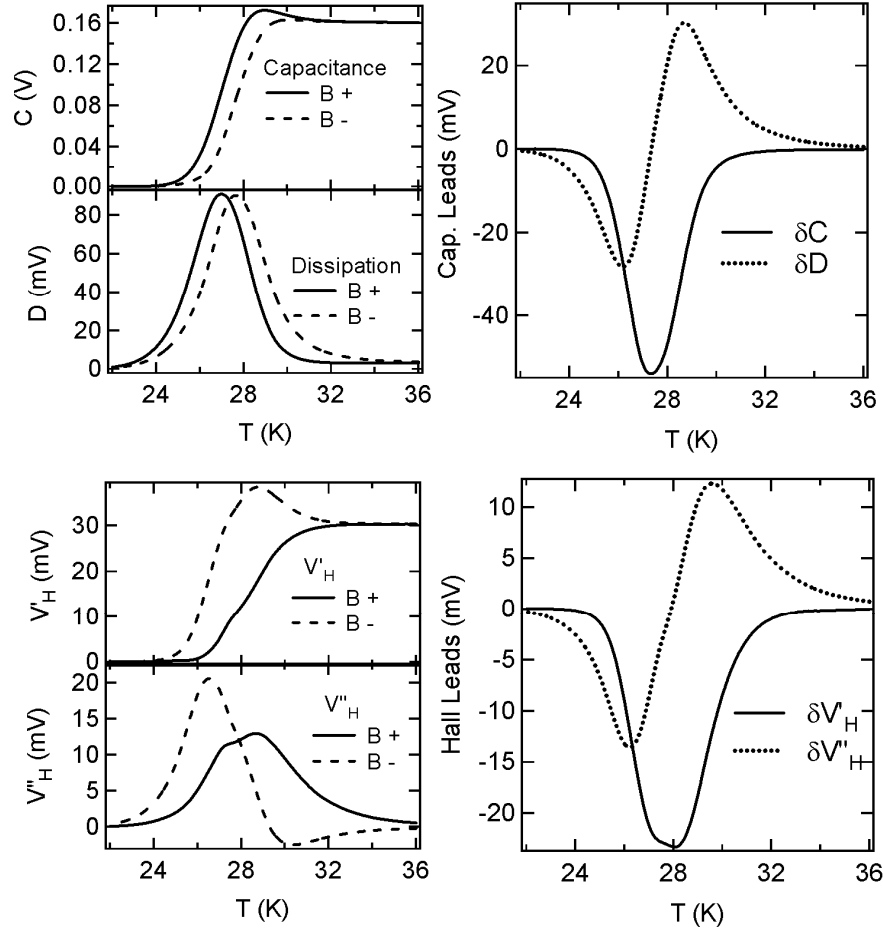 0.16
0.12
0.08
0.04
0.00
C (V)
Capacitance
B +
B -
80
60
40
20
0
D (mV)
Dissipation
B +
B -
24
28
32
36
T (K)
20
0
-20
-40
Cap. Leads (mV)
δC
δD
24
28
32
36
T (K)
30
20
10
0
V'H (mV)
V'H
B +
B -
20
15
10
5
0
V''H (mV)
V''H
B +
B -
24
28
32
36
T (K)
10
5
0
-5
-10
-15
-20
Hall Leads (mV)
δV'H
δV''H
24
28
32
36
T (K)